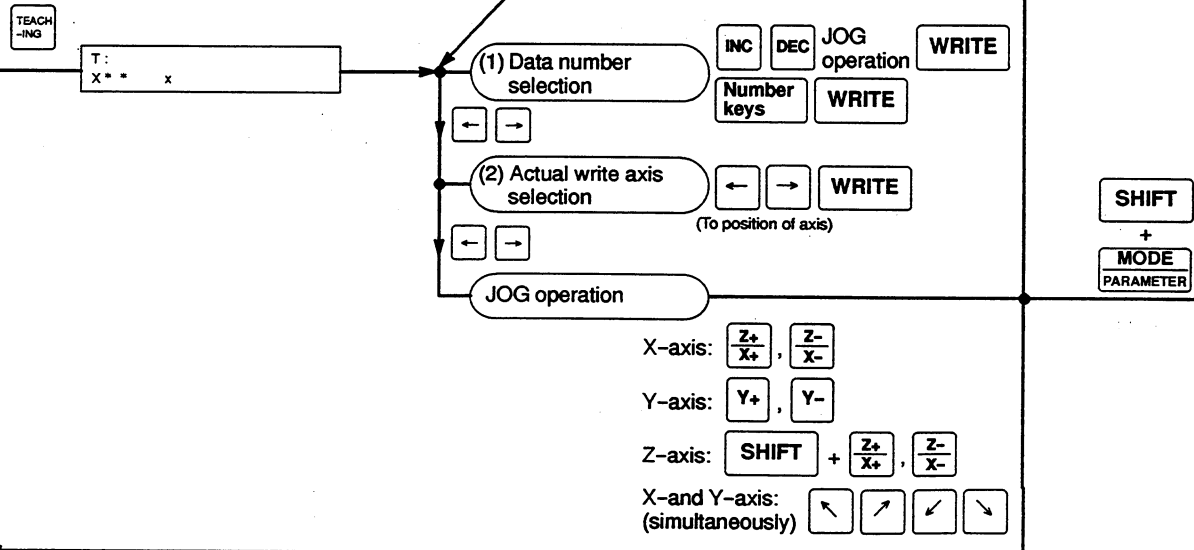 TEACH
-ING
T:
X* *    x
(1) Data number
selection
INC DEC JOG
operation WRITE
Number
keys WRITE
← →
(2) Actual write axis
selection
← → WRITE
(To position of axis)
← →
JOG operation
SHIFT
+
MODE
PARAMETER
X-axis: Z+
X+ , Z-
X-
Y-axis: Y+ , Y-
Z-axis: SHIFT + Z+
X+ , Z-
X-
X-and Y-axis:
(simultaneously) ↖ ↗ ↙ ↘